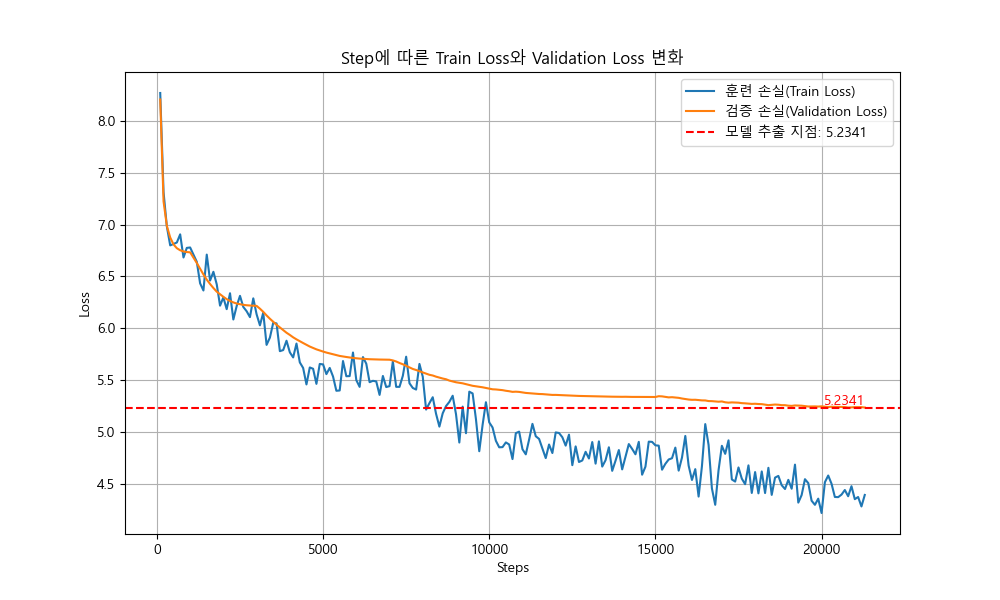 Step에 따른 Train Loss와 Validation Loss 변화
훈련 손실(Train Loss)
검증 손실(Validation Loss)
모델 추출 지점: 5.2341
8.0
7.5
7.0
6.5
6.0
5.5
5.0
4.5
Loss
5.2341
0
5000
10000
15000
20000
Steps